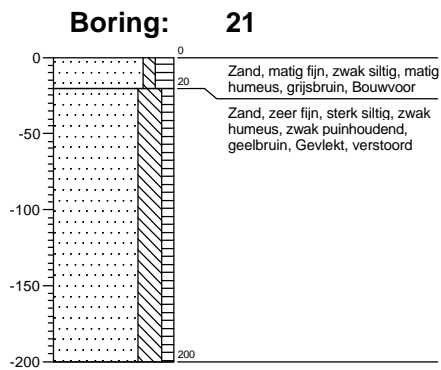 Boring: 21
0
0
Zand, matig fijn, zwak siltig, matig
humeus, grijsbruin, Bouwvoor
20
Zand, zeer fijn, sterk siltig, zwak
humeus, zwak puinhoudend,
geelbruin, Gevlekt, verstoord
-50
-100
-150
-200
200